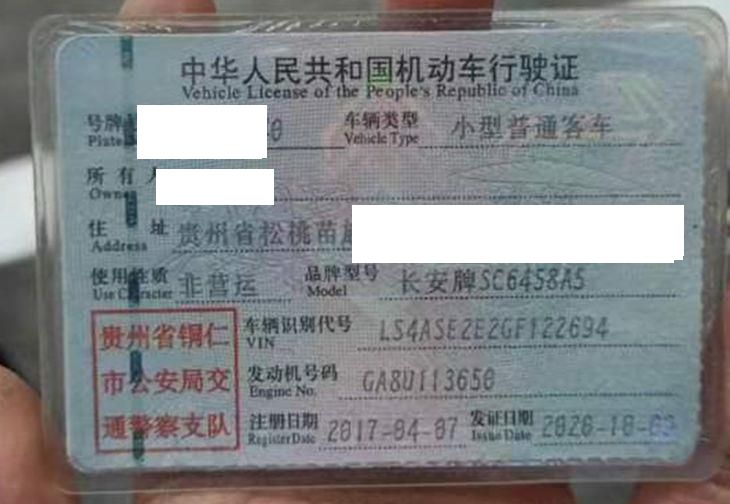 中华人民共和国机动车行驶证
Vehicle License of the People's Republic of China
号牌 0 车辆类型 小型普通客车
Plate Vehicle Type
所有人
Owner
住址 贵州省松桃苗
Address
使用性质 非营运 品牌型号 长安牌SC6458A5
Use Character Model
贵州省铜仁 车辆识别代号 LS4ASE2E2GF122694
VIN
市公安局交 发动机号码 GA8U113650
Engine No.
通警察支队 注册日期 2017-04-07 发证日期 2020-10-
Register Date Issue Date